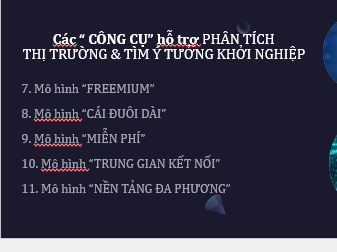 Các “ CÔNG CỤ” hỗ trợ PHÂN TÍCH
THỊ TRƯỜNG & TÌM Ý TƯỞNG KHỞI NGHIỆP
7. Mô hình “FREEMIUM”
8. Mô hình “CÁI ĐUÔI DÀI”
9. Mô hình “MIỄN PHÍ”
10. Mô hình “TRUNG GIAN KẾT NỐI”
11. Mô hình “NỀN TẢNG ĐA PHƯƠNG”